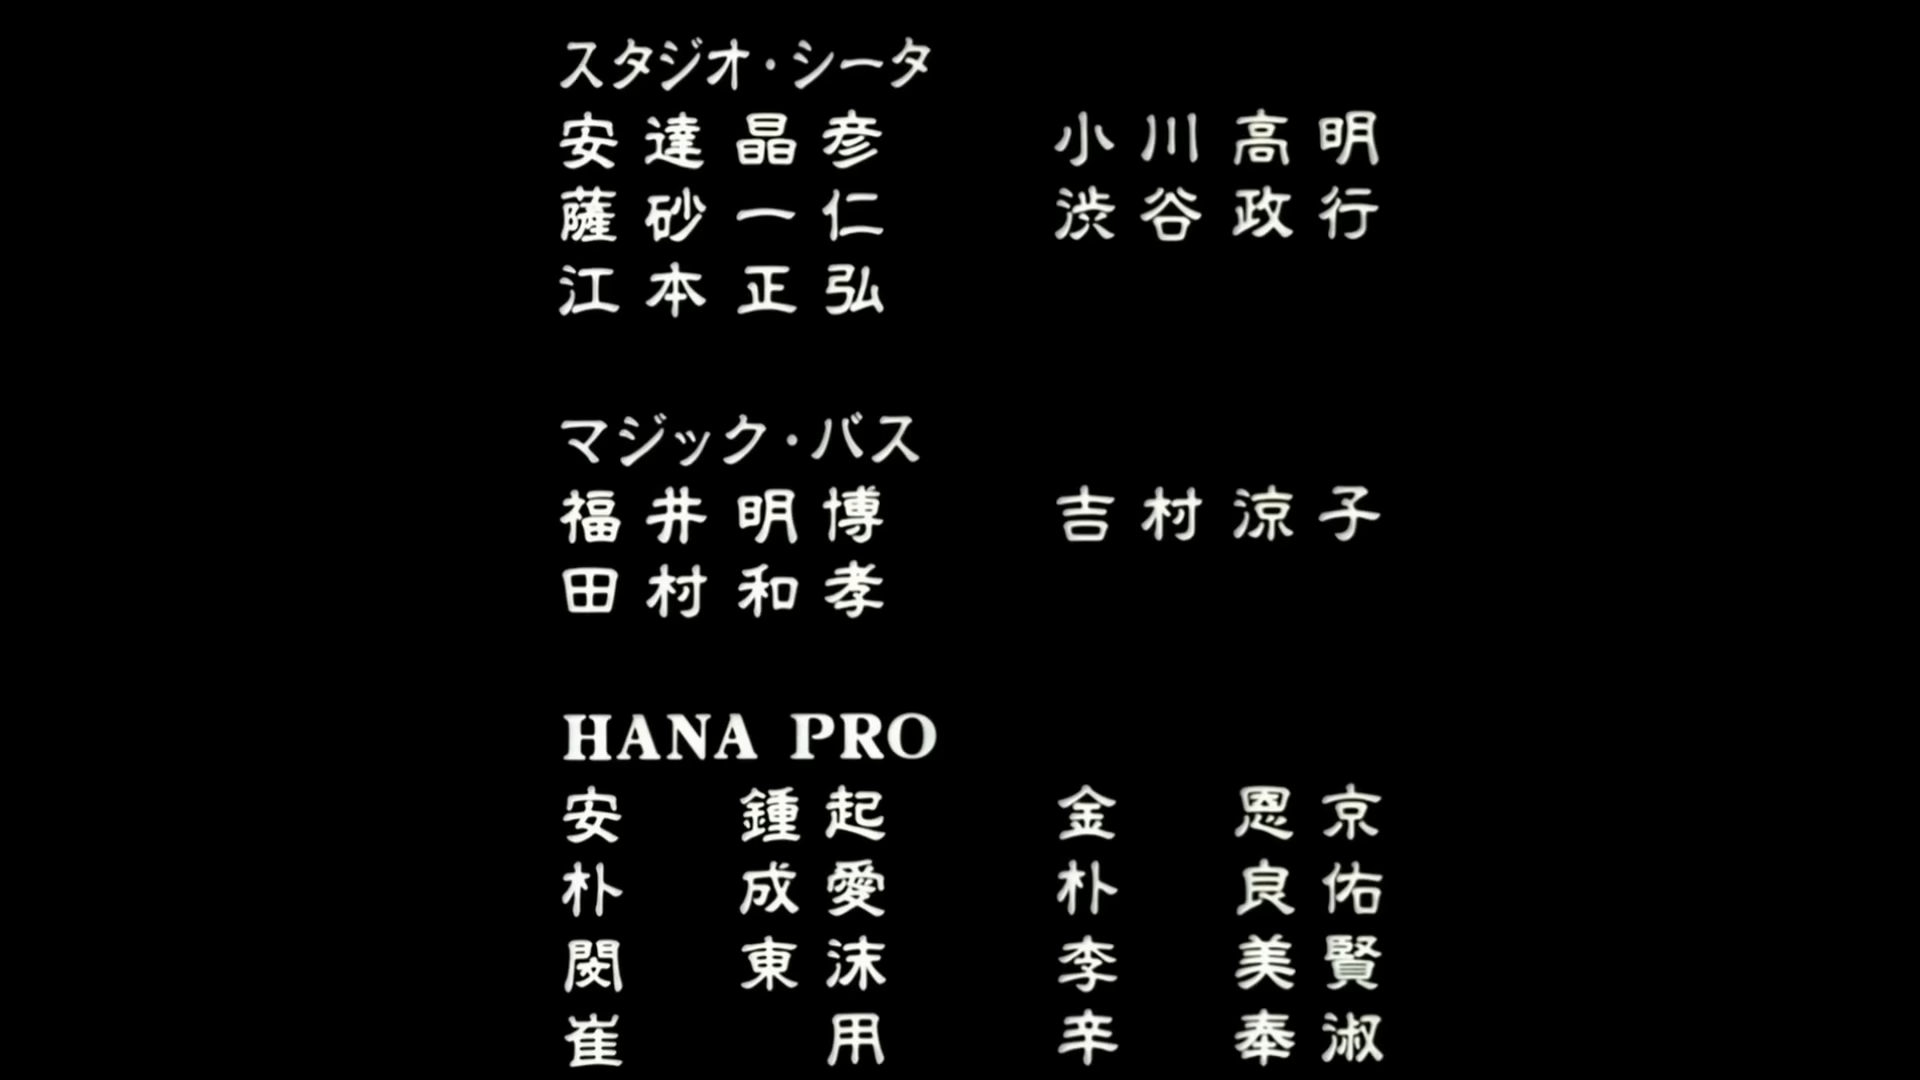 スタジオ・シータ
安達晶彦 小川高明
薩砂一仁 渋谷政行
江本正弘
マジック・バス
福井明博 吉村涼子
田村和孝
HANA PRO
安 鍾起 金 恩京
朴 成愛 朴 良佑
閔 東沫 李 美賢
崔 用 辛 奉淑